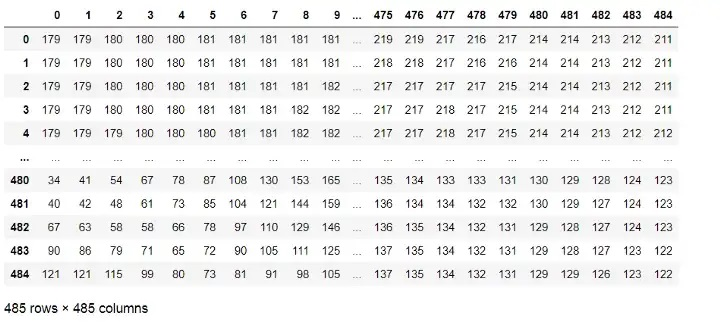 0 1 2 3 4 5 6 7 8 9 ... 475 476 477 478 479 480 481 482 483 484
0 179 179 180 180 180 181 181 181 181 181 ... 219 219 217 216 217 214 214 213 212 211
1 179 179 180 180 180 181 181 181 181 181 ... 218 218 217 216 216 214 214 213 212 211
2 179 179 180 180 180 181 181 181 181 182 ... 217 217 217 217 215 214 214 213 212 211
3 179 179 180 180 180 181 181 181 182 182 ... 217 217 218 217 215 214 214 213 212 211
4 179 179 179 180 180 180 181 181 182 182 ... 217 217 218 217 215 214 214 213 212 212
... ... ... ... ... ... ... ... ... ... ... ... ... ... ... ... ... ... ... ... ... ...
480 34 41 54 67 78 87 108 130 153 165 ... 135 134 133 133 131 130 129 128 124 123
481 40 42 48 61 73 85 104 121 144 159 ... 136 134 134 132 132 130 129 127 124 123
482 67 63 58 58 66 78 97 110 129 146 ... 136 135 134 132 131 129 128 127 124 123
483 90 86 79 71 65 72 90 105 111 125 ... 137 135 134 132 131 129 128 127 123 122
484 121 121 115 99 80 73 81 91 98 105 ... 137 134 135 132 131 129 129 126 123 122
485 rows × 485 columns